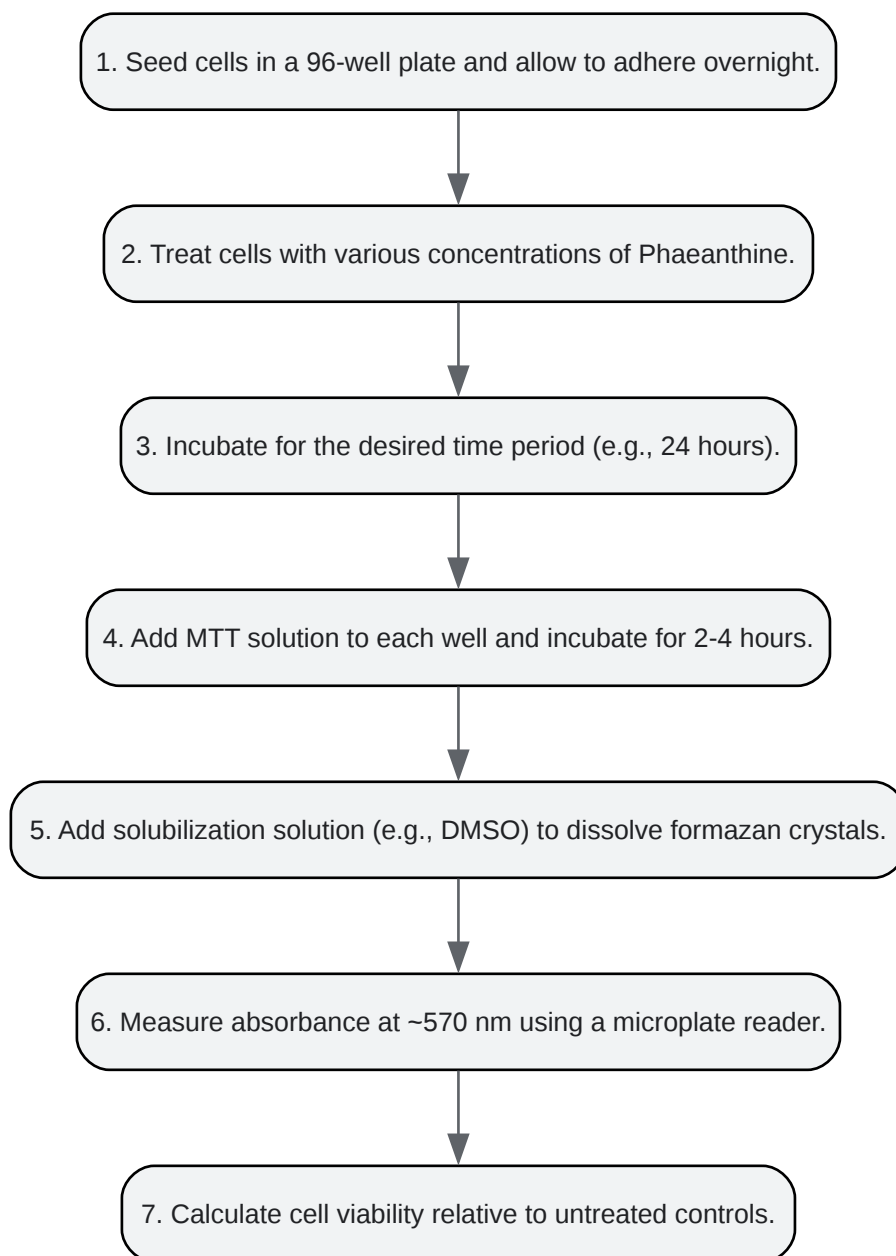 1. Seed cells in a 96-well plate and allow to adhere overnight.
2. Treat cells with various concentrations of Phaeanthine.
3. Incubate for the desired time period (e.g., 24 hours).
4. Add MTT solution to each well and incubate for 2-4 hours.
5. Add solubilization solution (e.g., DMSO) to dissolve formazan crystals.
6. Measure absorbance at ~570 nm using a microplate reader.
7. Calculate cell viability relative to untreated controls.